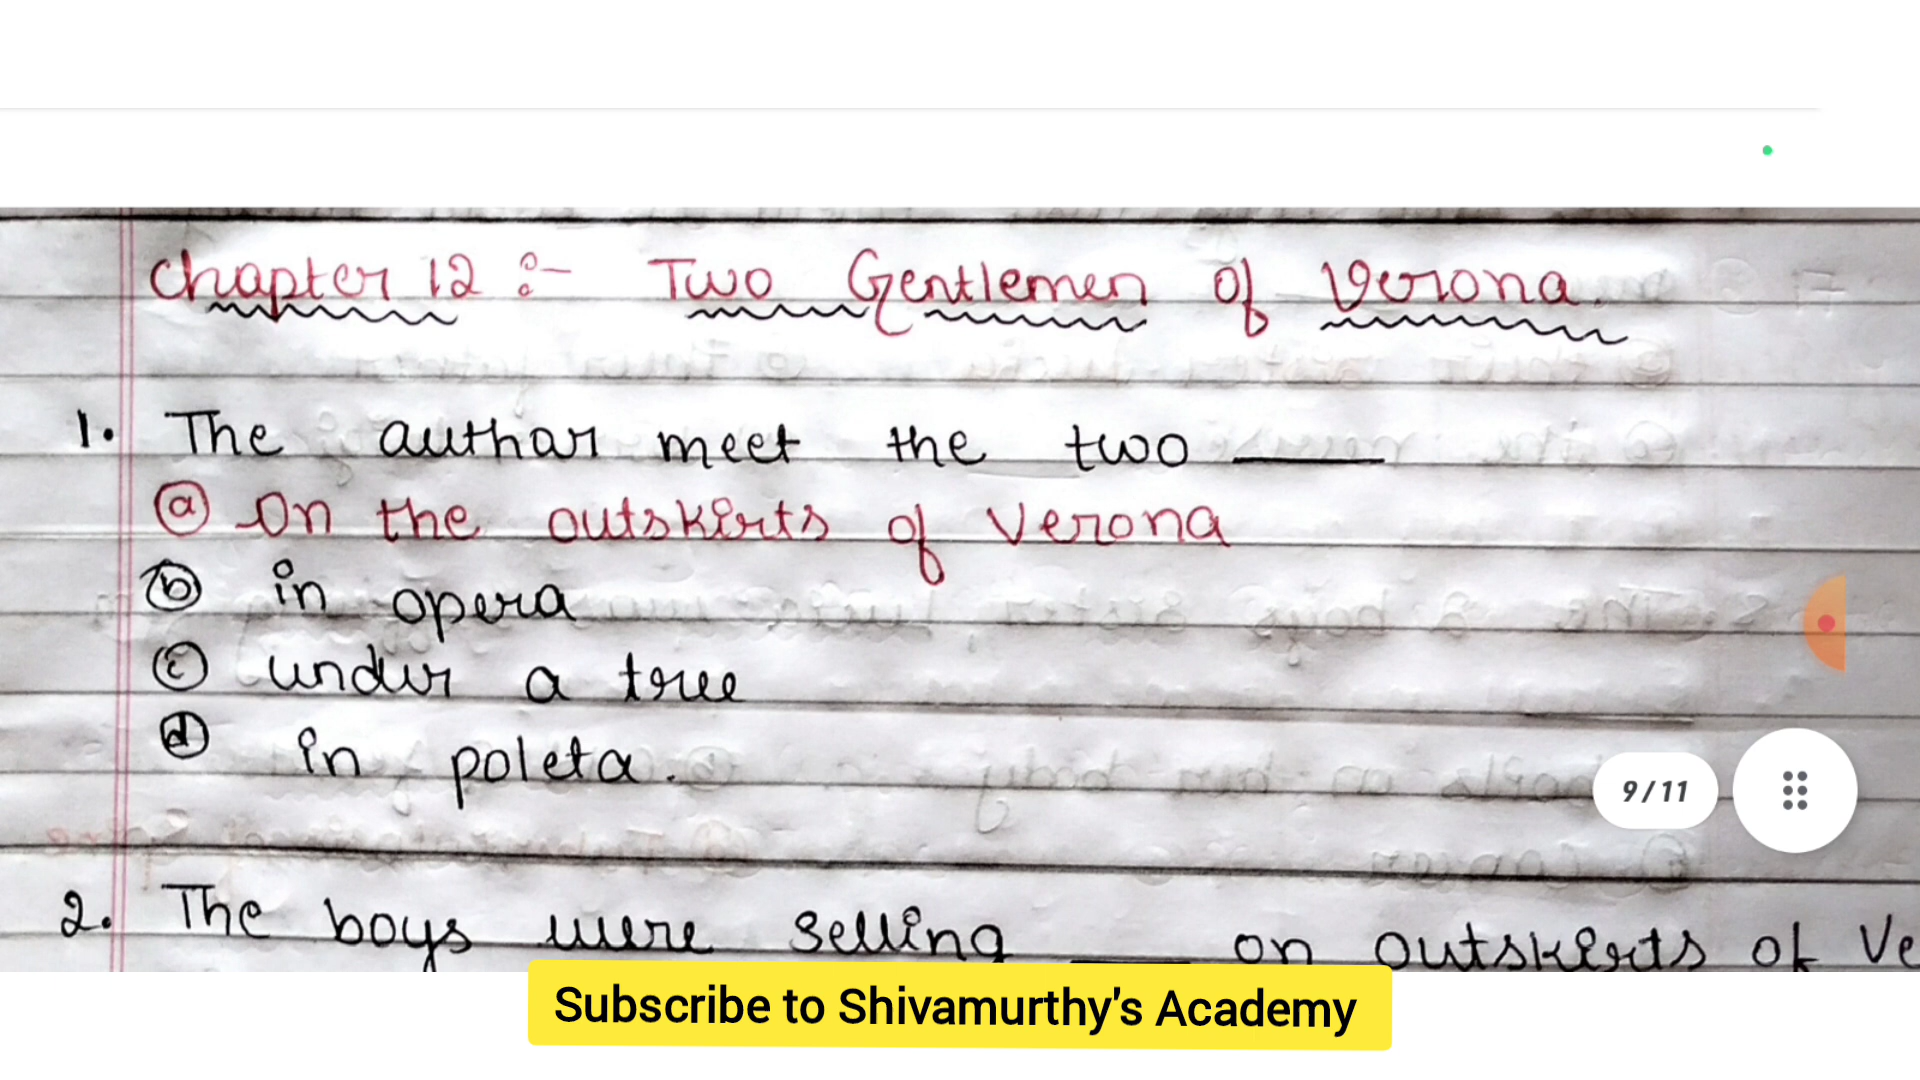 Chapter 12 :- Two Gentlemen of Verona.
1. The authar meet the two ____
(a) On the outskirts of Verona
(b) in opera
(c) under a tree
(d) in poleta.
9/11
2. The boys were selling ____ on outskirts of Ve
Subscribe to Shivamurthy's Academy